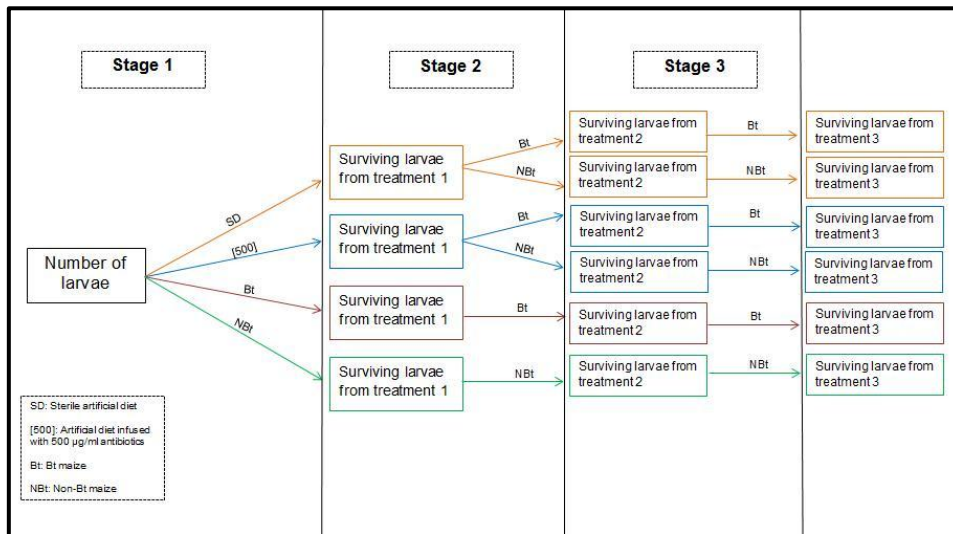 Stage 1
Stage 2
Stage 3
Number of
larvae
SD
[500]
Bt
NBt
Surviving larvae
from treatment 1
Surviving larvae
from treatment 1
Surviving larvae
from treatment 1
Surviving larvae
from treatment 1
Bt
NBt
Bt
NBt
Bt
NBt
Surviving larvae from
treatment 2
Surviving larvae from
treatment 2
Surviving larvae from
treatment 2
Surviving larvae from
treatment 2
Surviving larvae from
treatment 2
Surviving larvae from
treatment 2
Bt
NBt
Bt
NBt
Bt
NBt
Surviving larvae from
treatment 3
Surviving larvae from
treatment 3
Surviving larvae from
treatment 3
Surviving larvae from
treatment 3
Surviving larvae from
treatment 3
Surviving larvae from
treatment 3
SD: Sterile artificial diet
[500]: Artificial diet infused
with 500 µg/ml antibiotics
Bt: Bt maize
NBt: Non-Bt maize